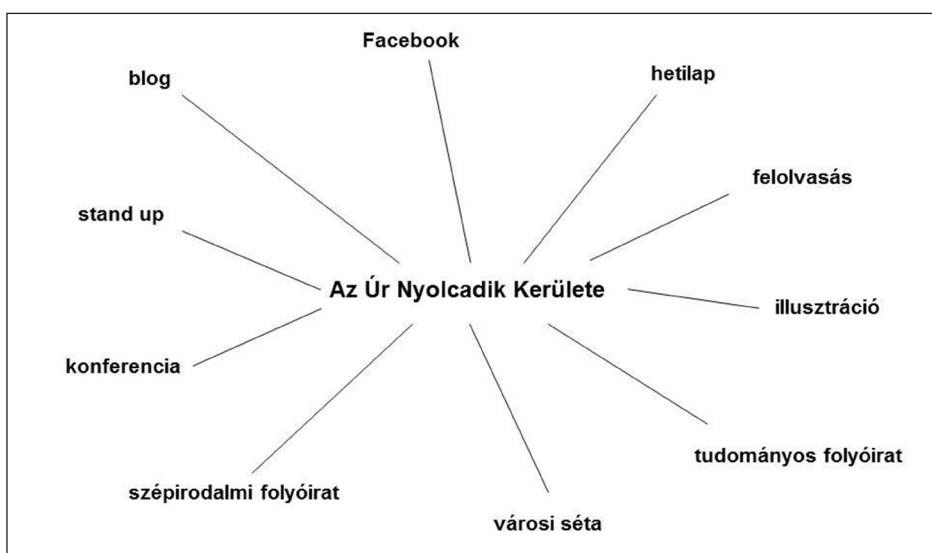 Facebook
blog
hetilap
felolvasás
stand up
Az Úr Nyolcadik Kerülete
illusztráció
konferencia
tudományos folyóirat
szépirodalmi folyóirat
városi séta